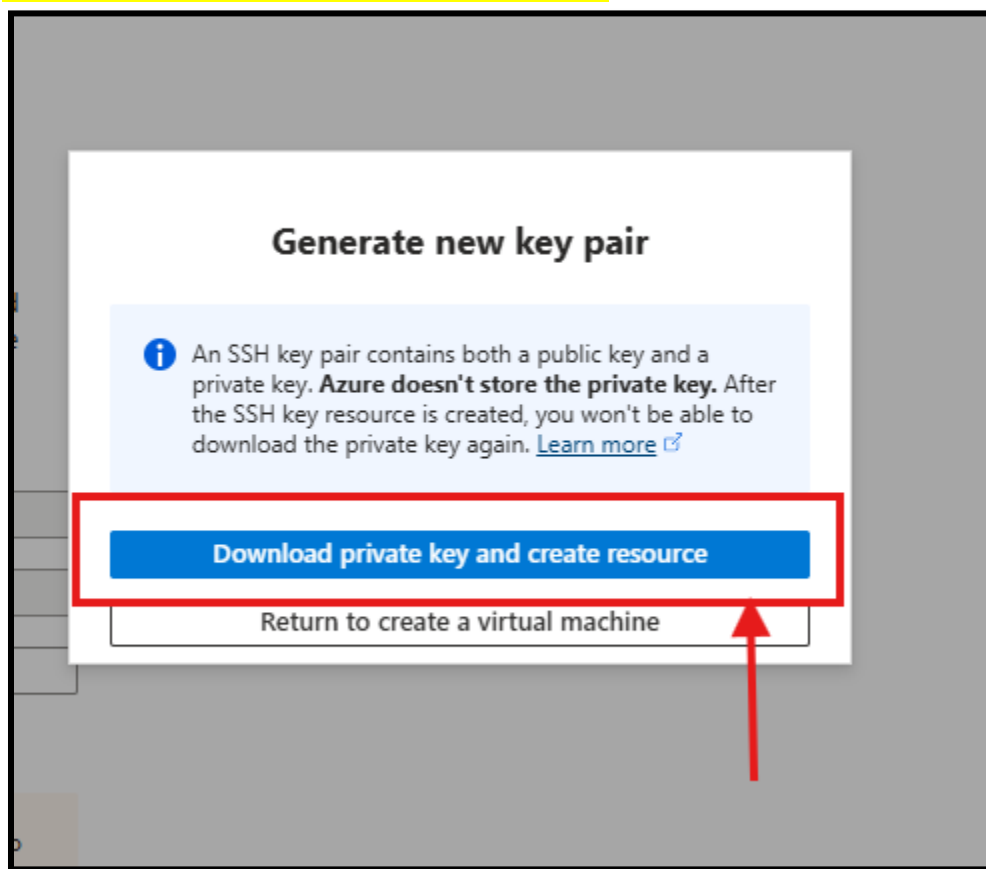 Generate new key pair
An SSH key pair contains both a public key and a
private key. Azure doesn't store the private key. After
the SSH key resource is created, you won't be able to
download the private key again. Learn more
Download private key and create resource
Return to create a virtual machine